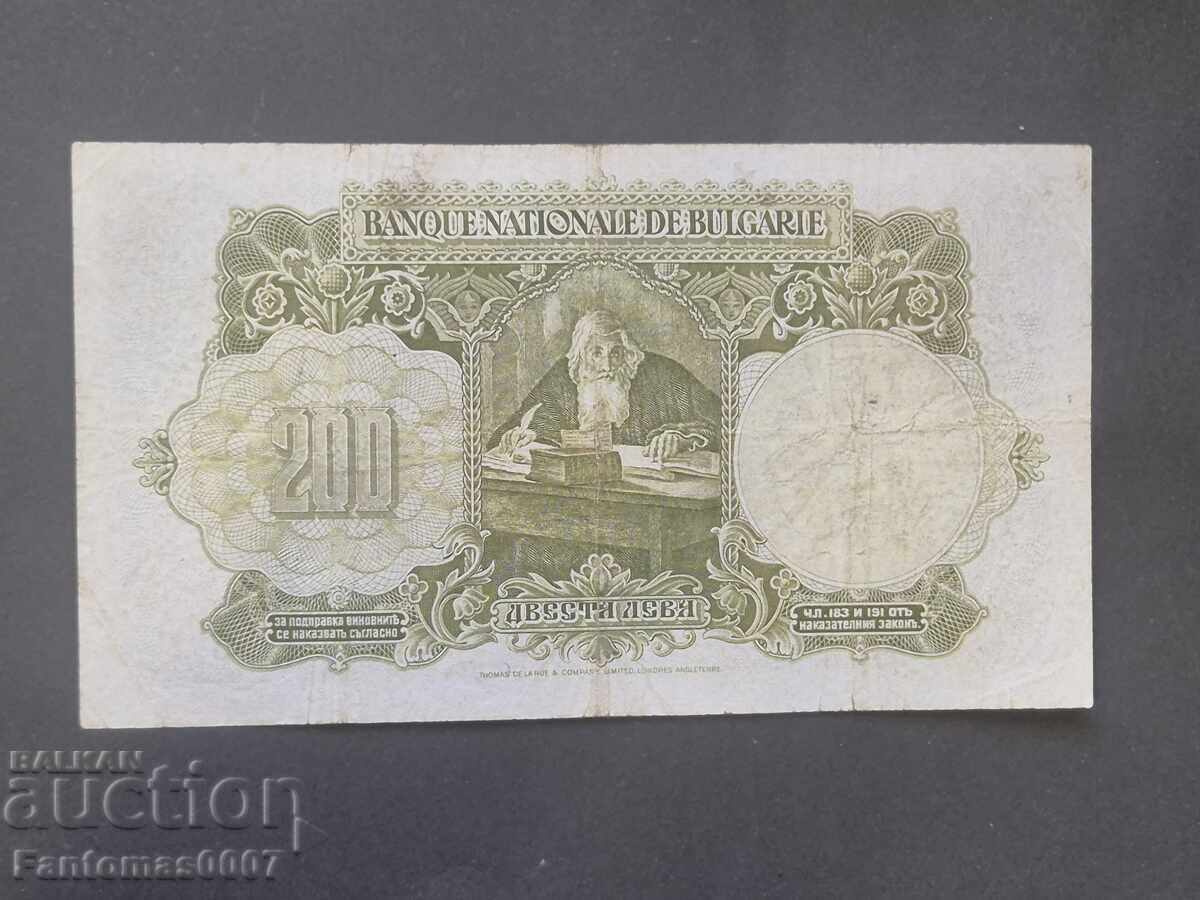 BANQUE NATIONALE DE BULGARIE
200
ДВЕСТА ЛЕВА
ЗА ПОДПРАВКА ВИНОВНИТѢ
СЕ НАКАЗВАТЪ СЪГЛАСНО
ЧЛ. 183 И 191 ОТЪ
НАКАЗАТЕЛНИЯ ЗАКОНЪ.
THOMAS DE LA RUE & COMPANY, LIMITED, LONDRES, ANGLETERRE.
BALKAN
auction
Fantomas0007